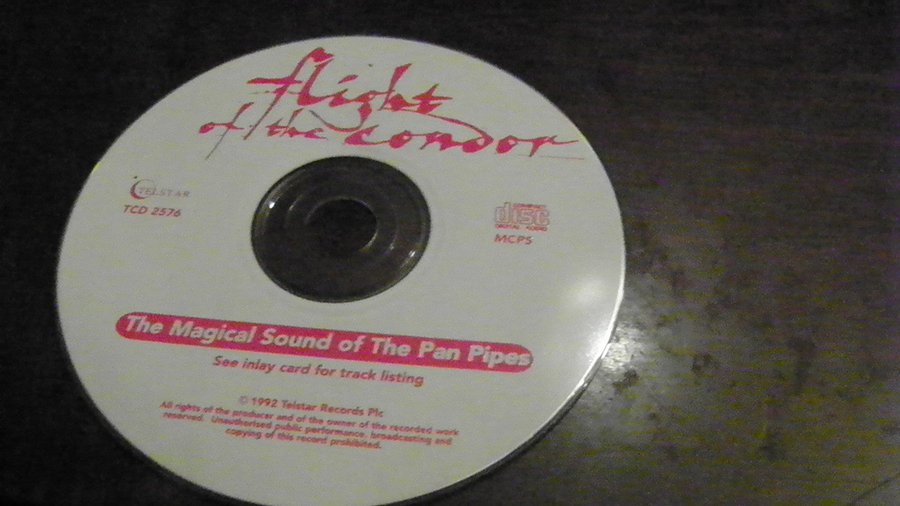 flight
of the condor
TELSTAR
TCD 2576
COMPACT
disc
DIGITAL AUDIO
MCPS
The Magical Sound of The Pan Pipes
See inlay card for track listing
© 1992 Telstar Records Plc
All rights of the producer and of the owner of the recorded work
reserved. Unauthorised public performance, broadcasting and
copying of this record prohibited.